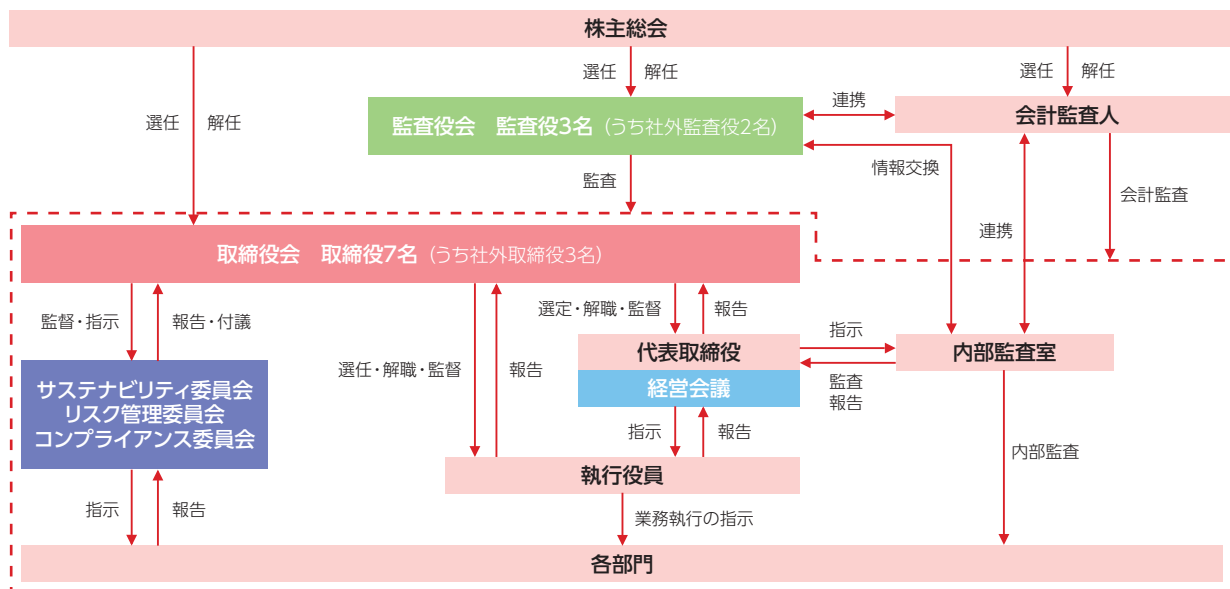 株主総会
選任 解任
選任 解任
選任 解任
監査役会 監査役3名（うち社外監査役2名）
連携
会計監査人
情報交換
監査
会計監査
連携
取締役会 取締役7名（うち社外取締役3名）
監督・指示 報告・付議
選定・解職・監督 報告
指示
代表取締役
内部監査室
選任・解職・監督 報告
経営会議
監査
報告
サステナビリティ委員会
リスク管理委員会
コンプライアンス委員会
指示 報告
内部監査
執行役員
指示 報告
業務執行の指示
各部門